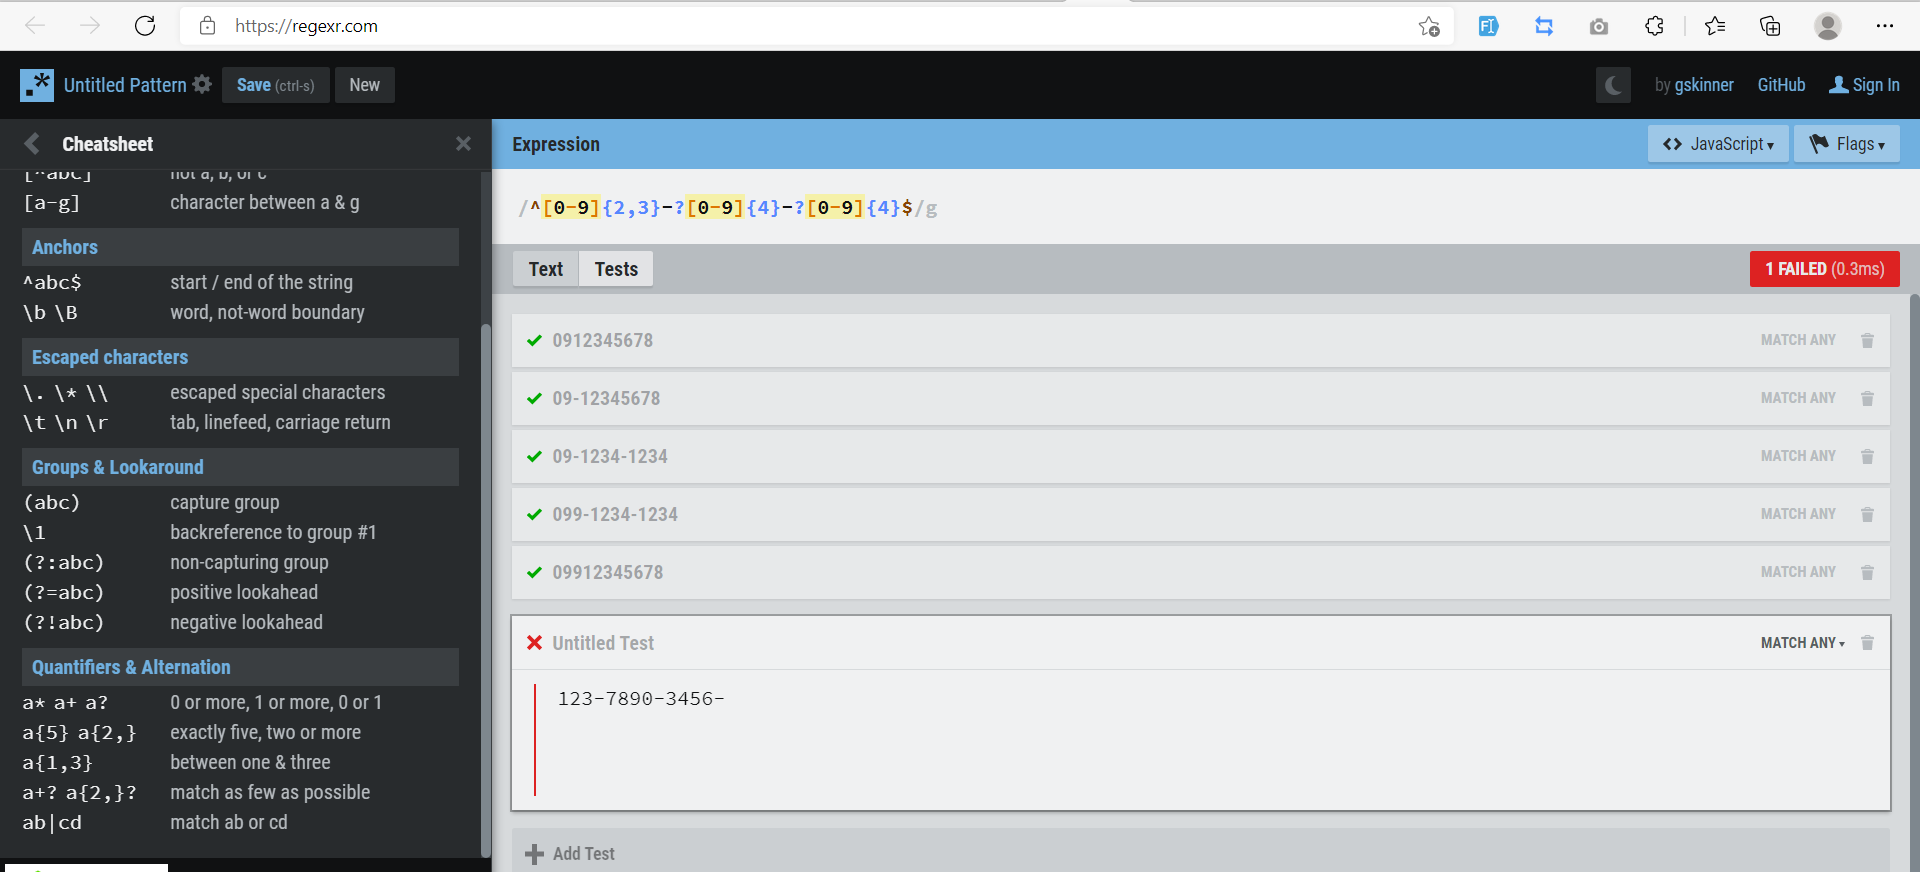 https://regexr.com
Untitled Pattern
Save (ctrl-s)
New
by gskinner
GitHub
Sign In
Cheatsheet
[^abc] not a, b, or c
[a-g] character between a & g
Anchors
^abc$ start / end of the string
\b \B word, not-word boundary
Escaped characters
\. \* \\ escaped special characters
\t \n \r tab, linefeed, carriage return
Groups & Lookaround
(abc) capture group
\1 backreference to group #1
(?:abc) non-capturing group
(?=abc) positive lookahead
(?!abc) negative lookahead
Quantifiers & Alternation
a* a+ a? 0 or more, 1 or more, 0 or 1
a{5} a{2,} exactly five, two or more
a{1,3} between one & three
a+? a{2,}? match as few as possible
ab|cd match ab or cd
Expression
<> JavaScript
Flags
/^[0-9]{2,3}-?[0-9]{4}-?[0-9]{4}$/g
Text
Tests
1 FAILED (0.3ms)
0912345678 MATCH ANY
09-12345678 MATCH ANY
09-1234-1234 MATCH ANY
099-1234-1234 MATCH ANY
09912345678 MATCH ANY
Untitled Test MATCH ANY
123-7890-3456-
Add Test